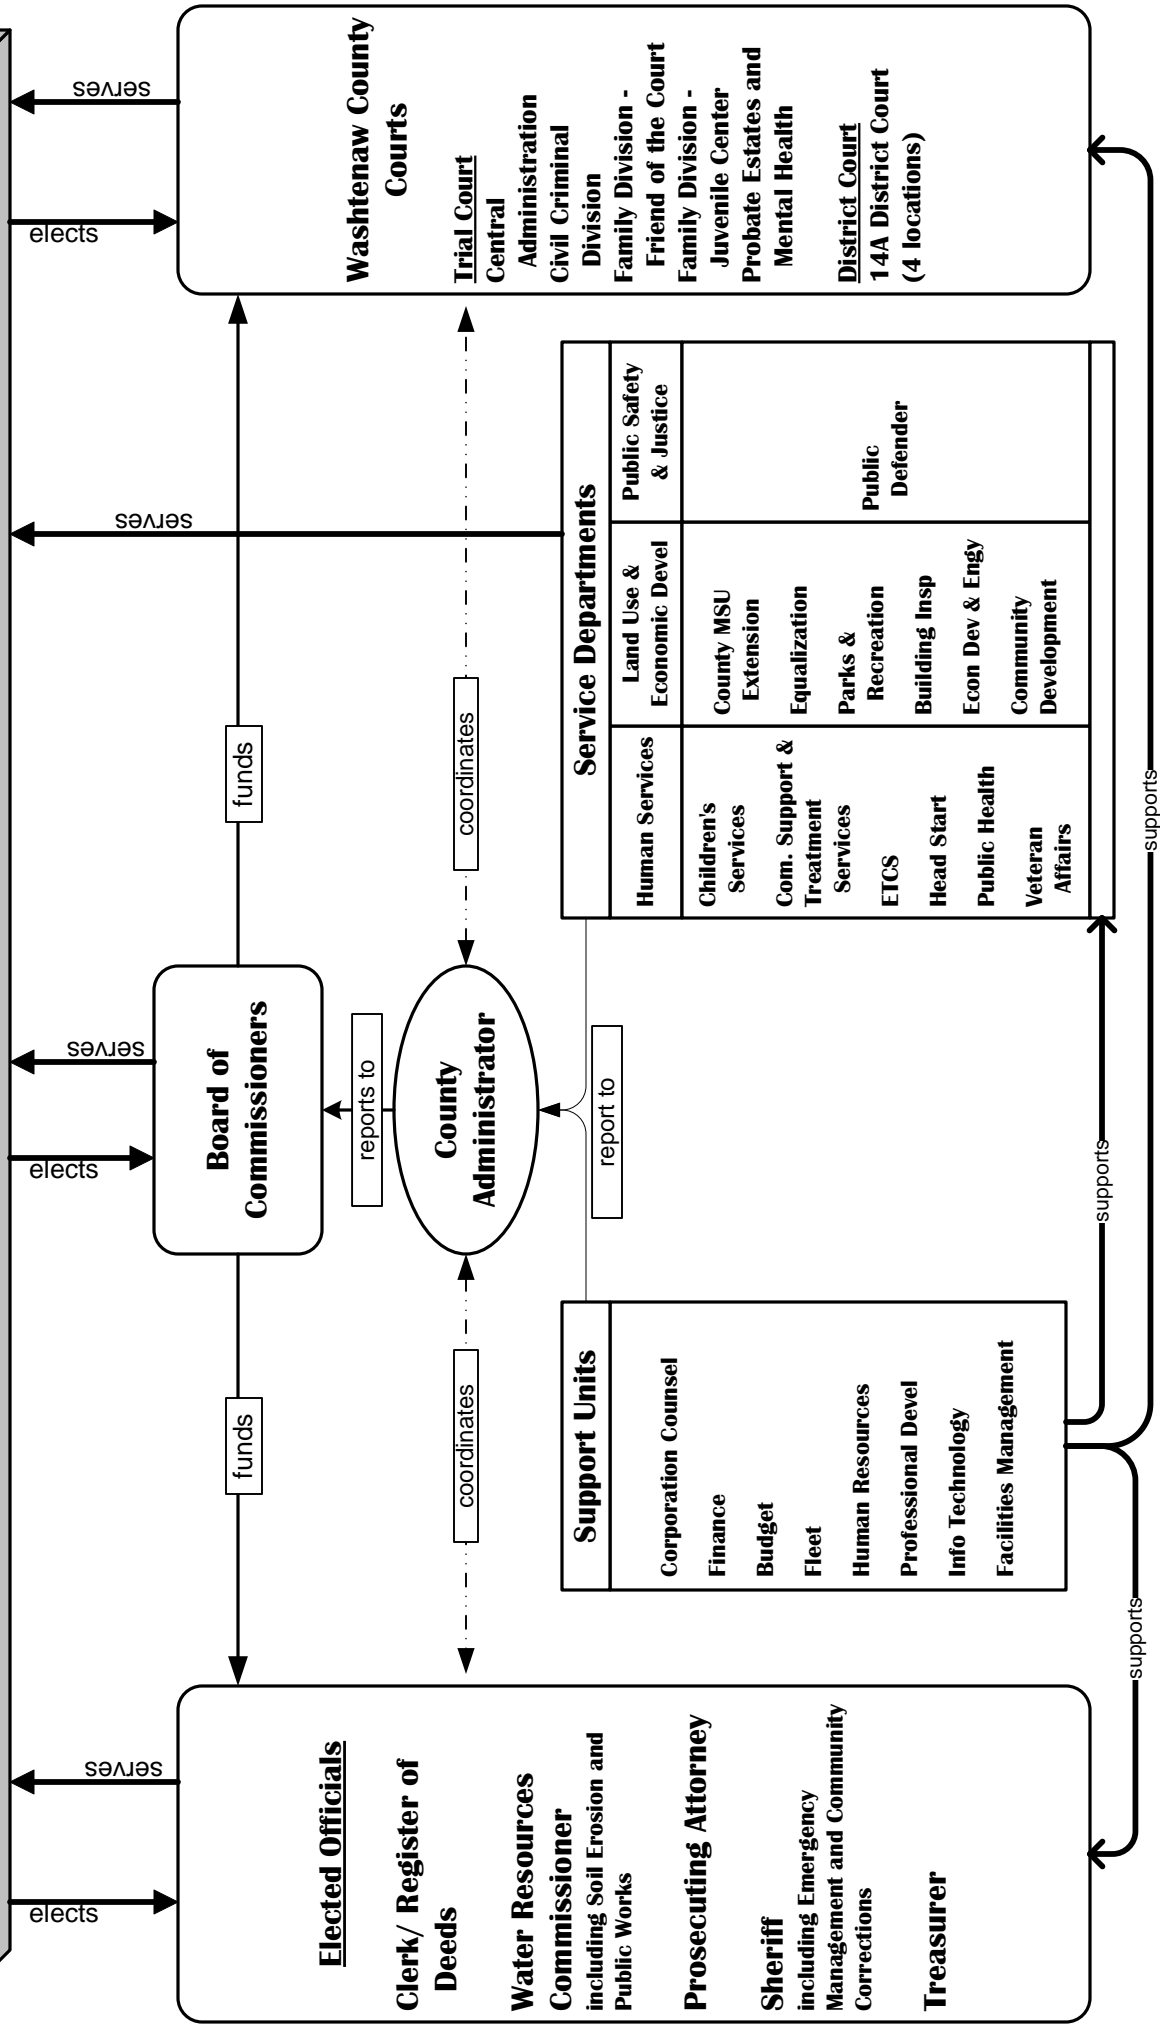 elects
serves
elects
serves
serves
elects
serves
Elected Officials
Clerk/ Register of
Deeds
Water Resources
Commissioner
including Soil Erosion and
Public Works
Prosecuting Attorney
Sheriff
including Emergency
Management and Community
Corrections
Treasurer
funds
Board of
Commissioners
funds
reports to
coordinates
County
Administrator
coordinates
report to
Support Units
Corporation Counsel
Finance
Budget
Fleet
Human Resources
Professional Devel
Info Technology
Facilities Management
Service Departments
Human Services
Land Use &
Economic Devel
Public Safety
& Justice
Children's
Services
Com. Support &
Treatment
Services
ETCS
Head Start
Public Health
Veteran
Affairs
County MSU
Extension
Equalization
Parks &
Recreation
Building Insp
Econ Dev & Engy
Community
Development
Public
Defender
Washtenaw County
Courts
Trial Court
Central
Administration
Civil Criminal
Division
Family Division -
Friend of the Court
Family Division -
Juvenile Center
Probate Estates and
Mental Health
District Court
14A District Court
(4 locations)
supports
supports
supports